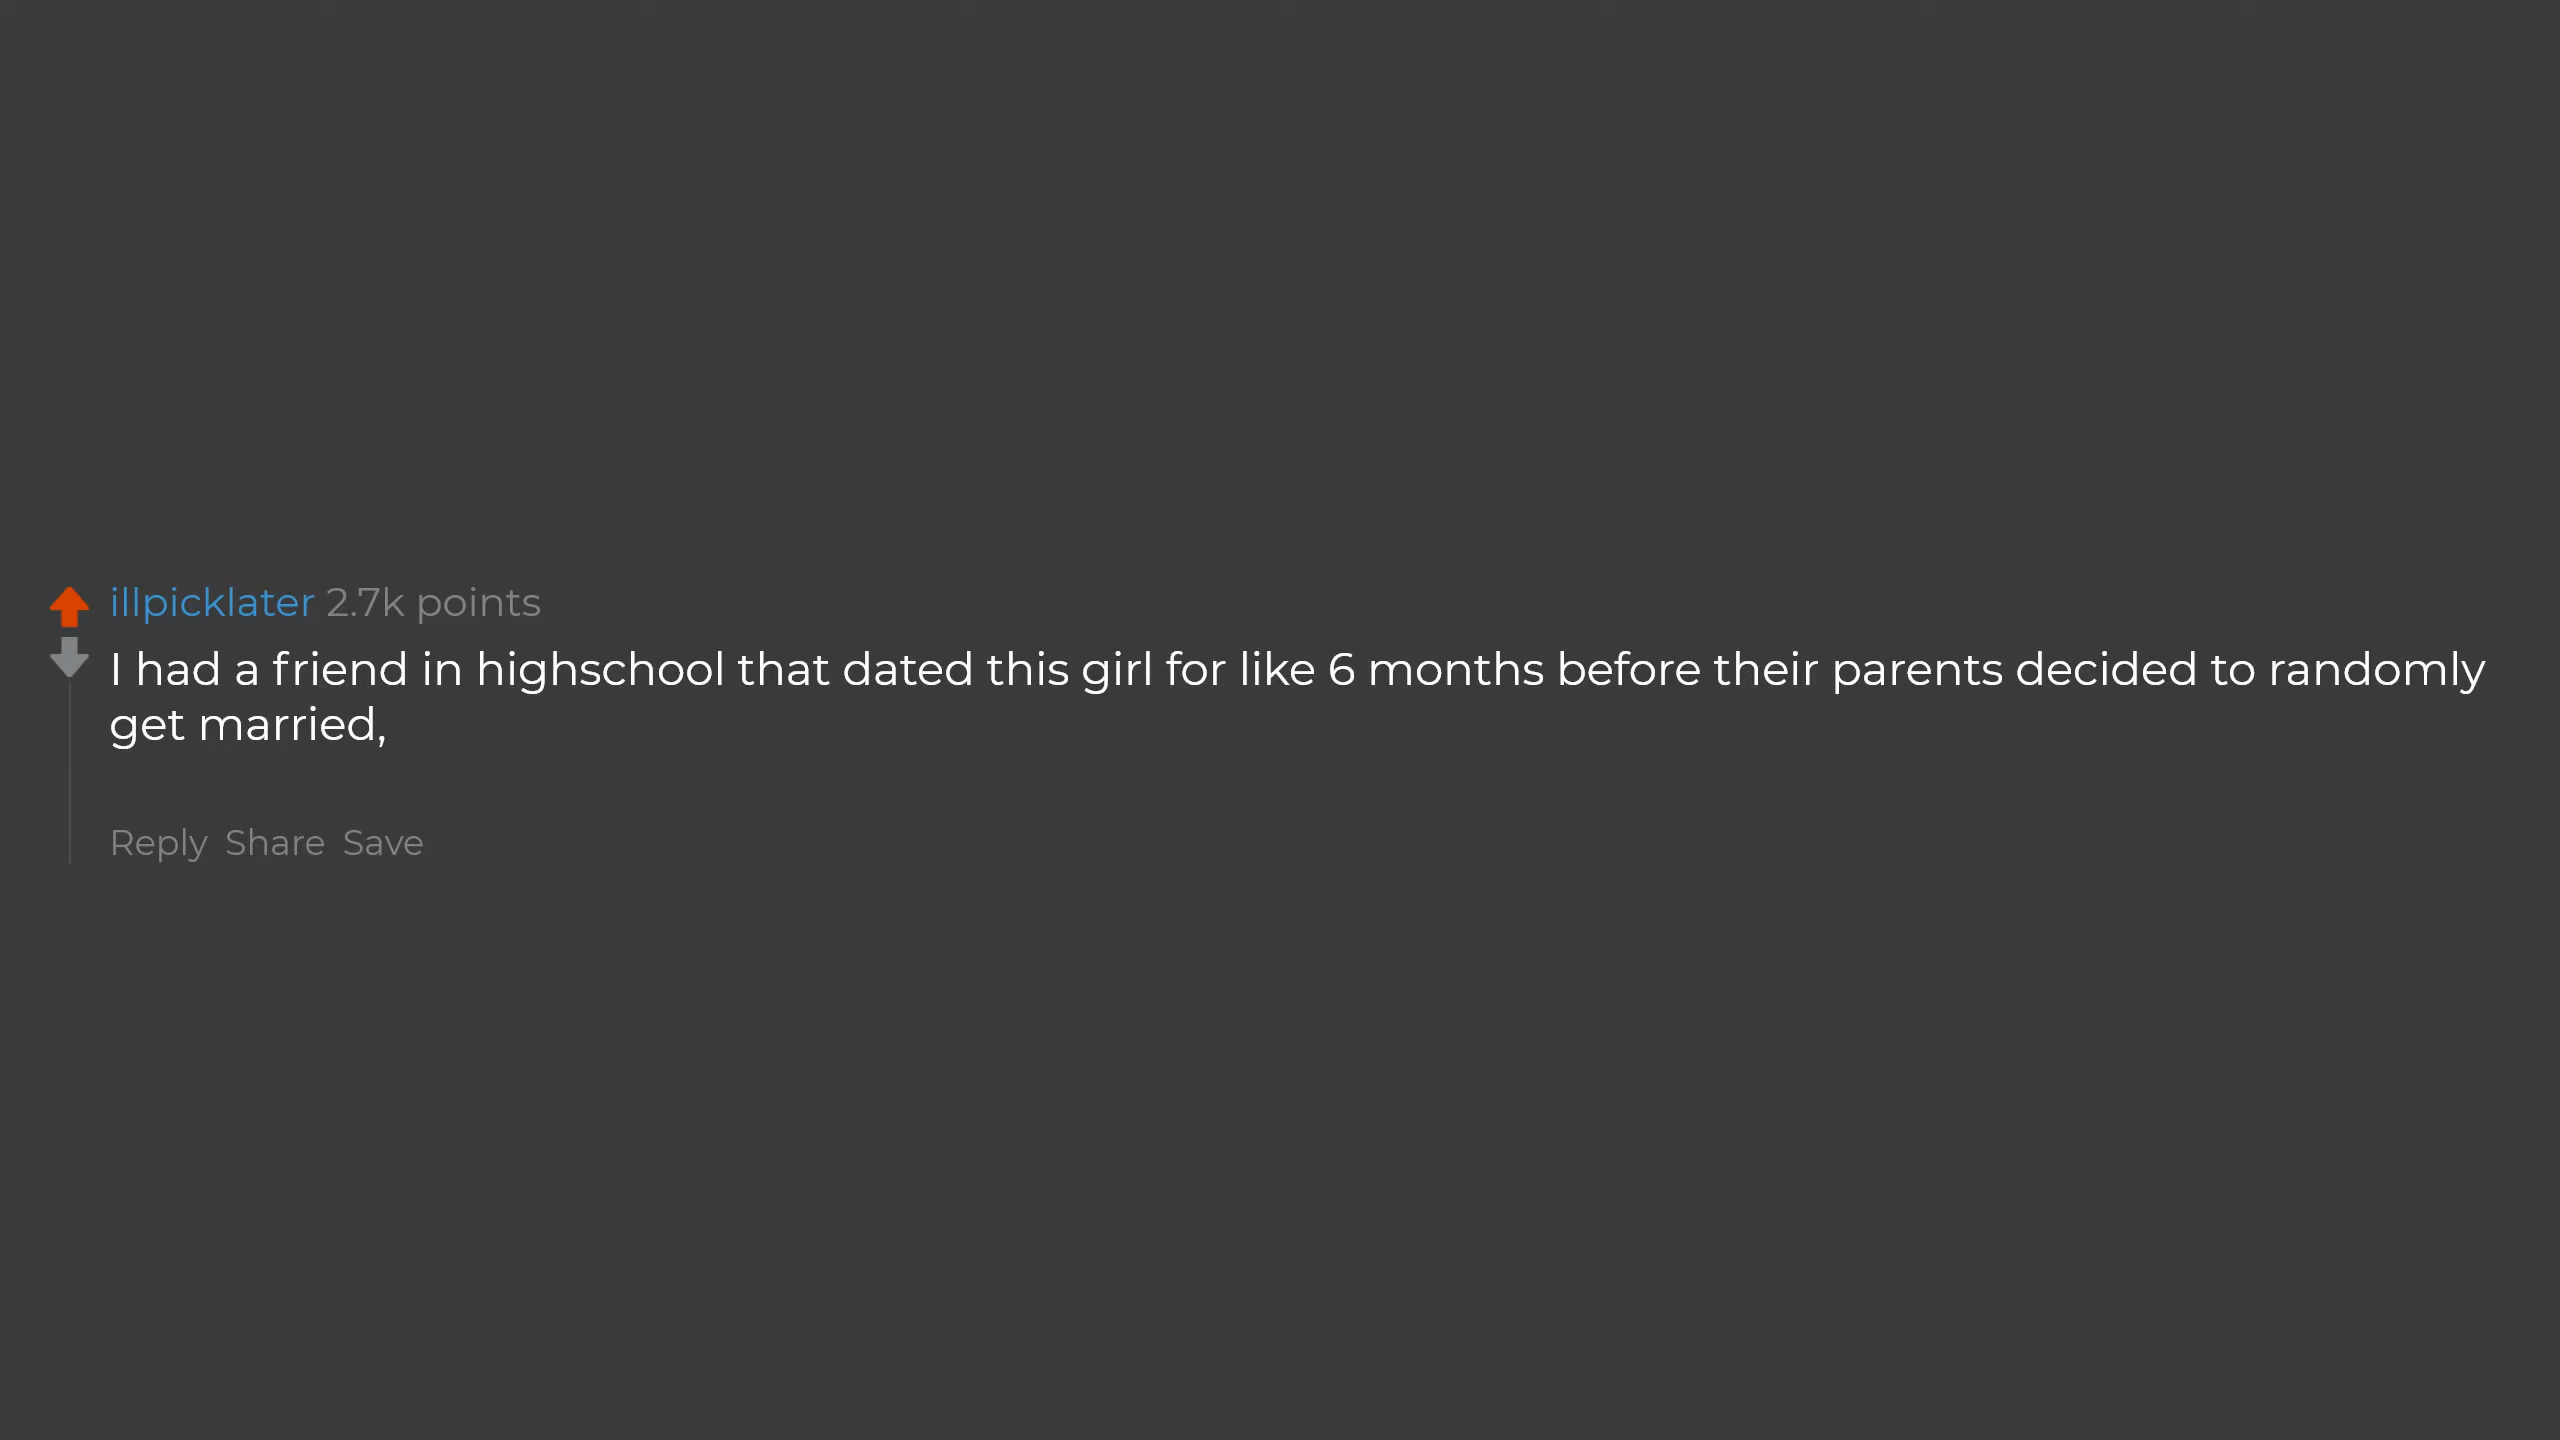 illpicklater 2.7k points
I had a friend in highschool that dated this girl for like 6 months before their parents decided to randomly
get married,
Reply Share Save